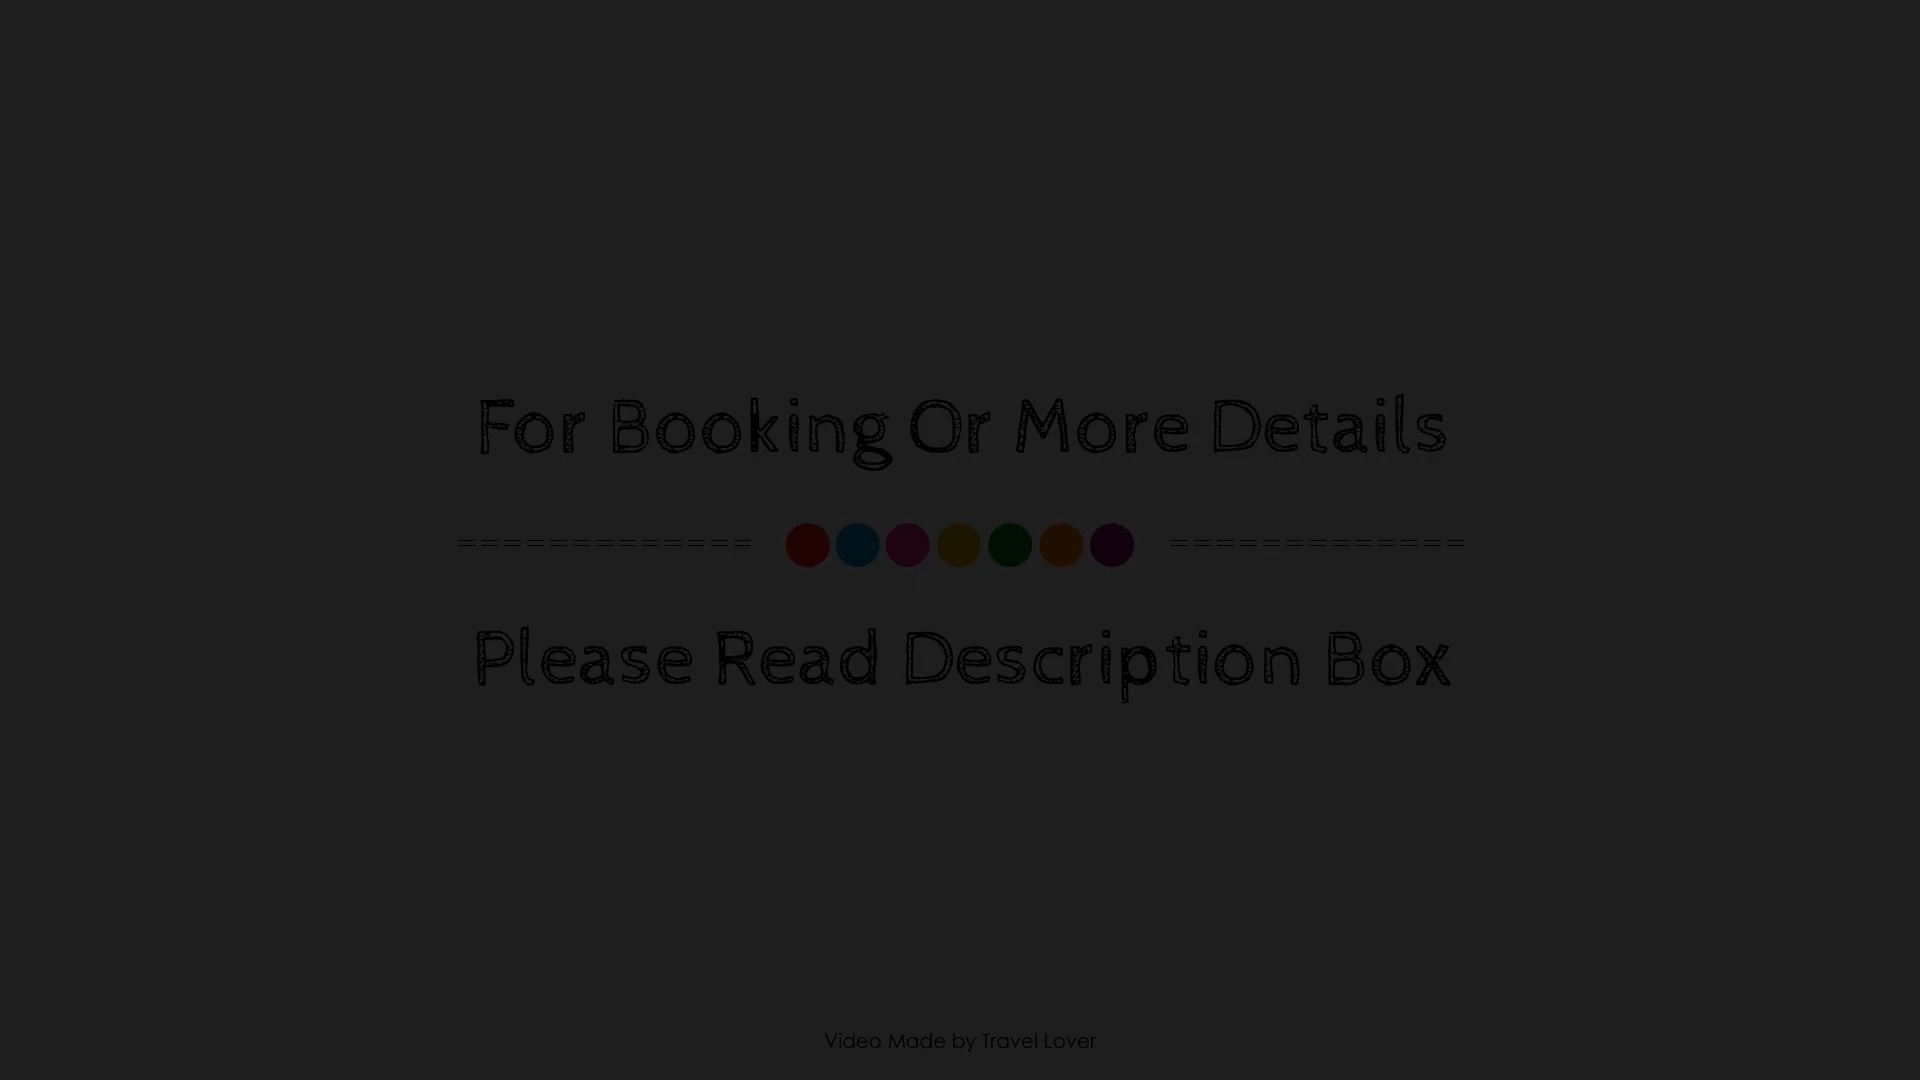 For Booking Or More Details
============= =============
Please Read Description Box
Video Made by Travel Lover